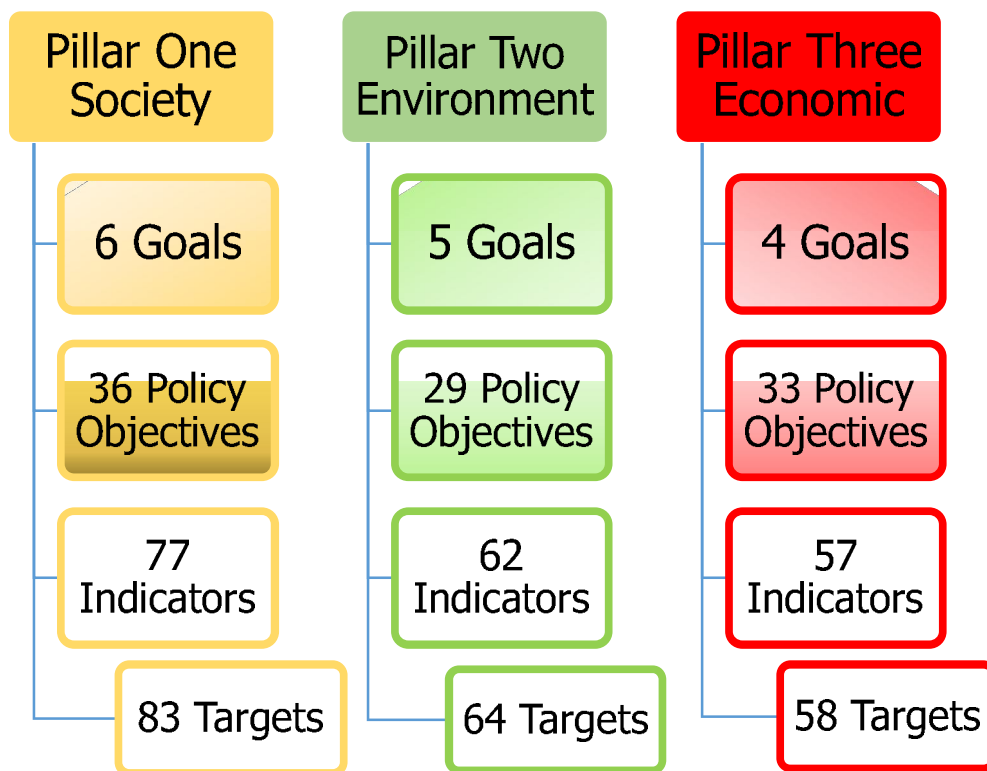 Pillar One
Society
6 Goals
36 Policy
Objectives
77
Indicators
83 Targets
Pillar Two
Environment
5 Goals
29 Policy
Objectives
62
Indicators
64 Targets
Pillar Three
Economic
4 Goals
33 Policy
Objectives
57
Indicators
58 Targets